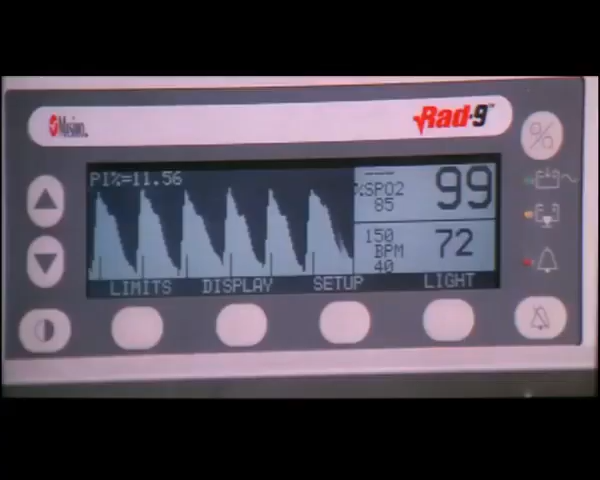 Masimo.
Rad-9
PI%=11.56
---
%SPO2
85
99
150
BPM
40
72
LIMITS DISPLAY SETUP LIGHT
%